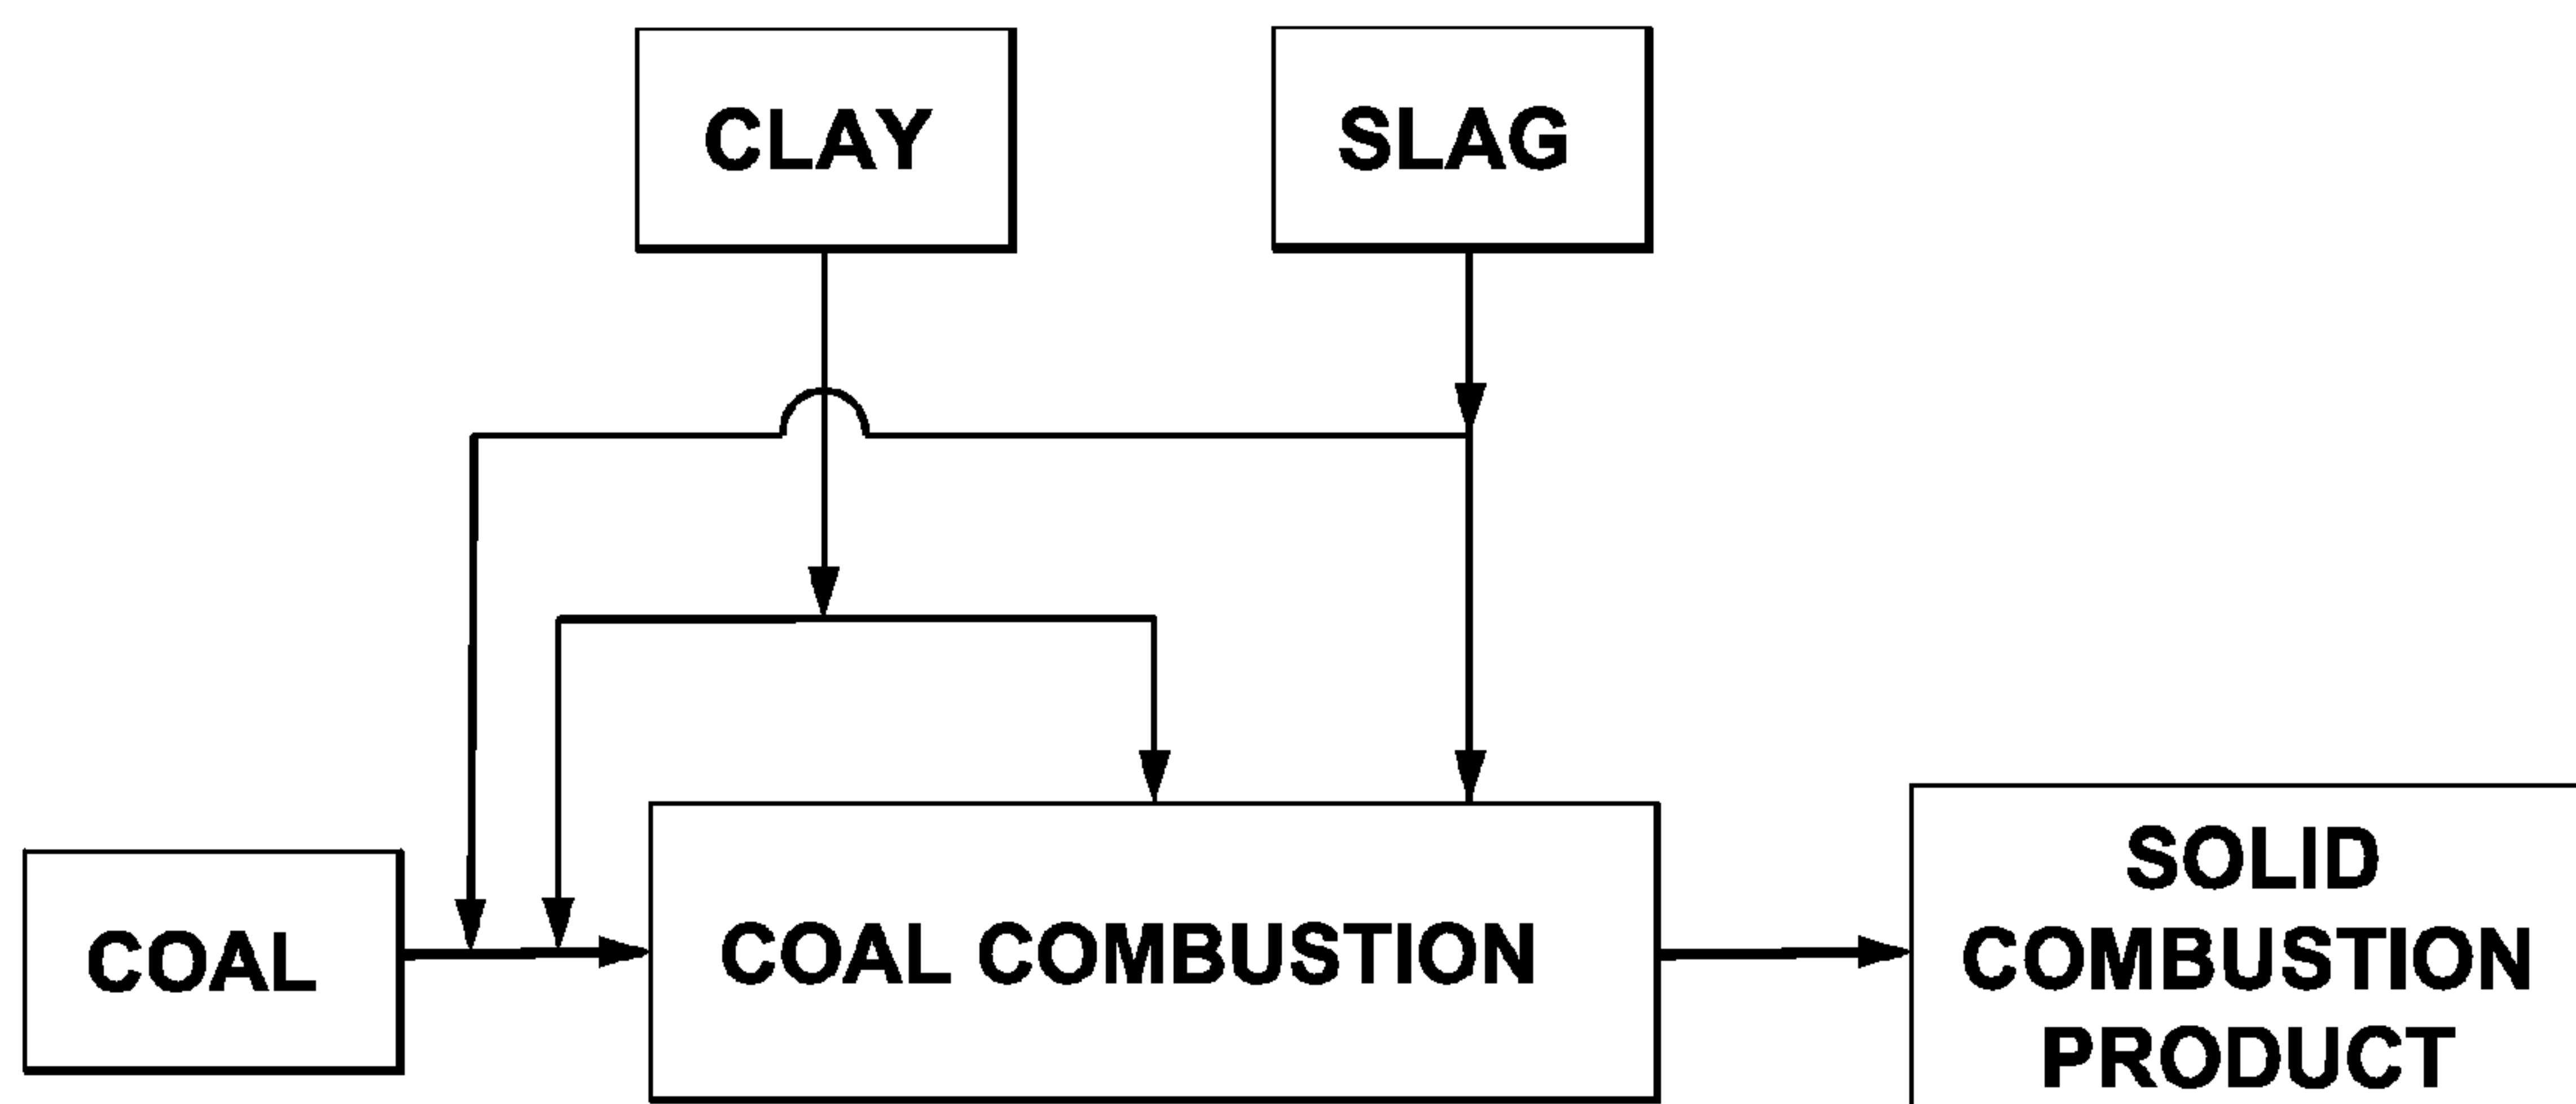 CLAY
SLAG
COAL
COAL COMBUSTION
SOLID
COMBUSTION
PRODUCT